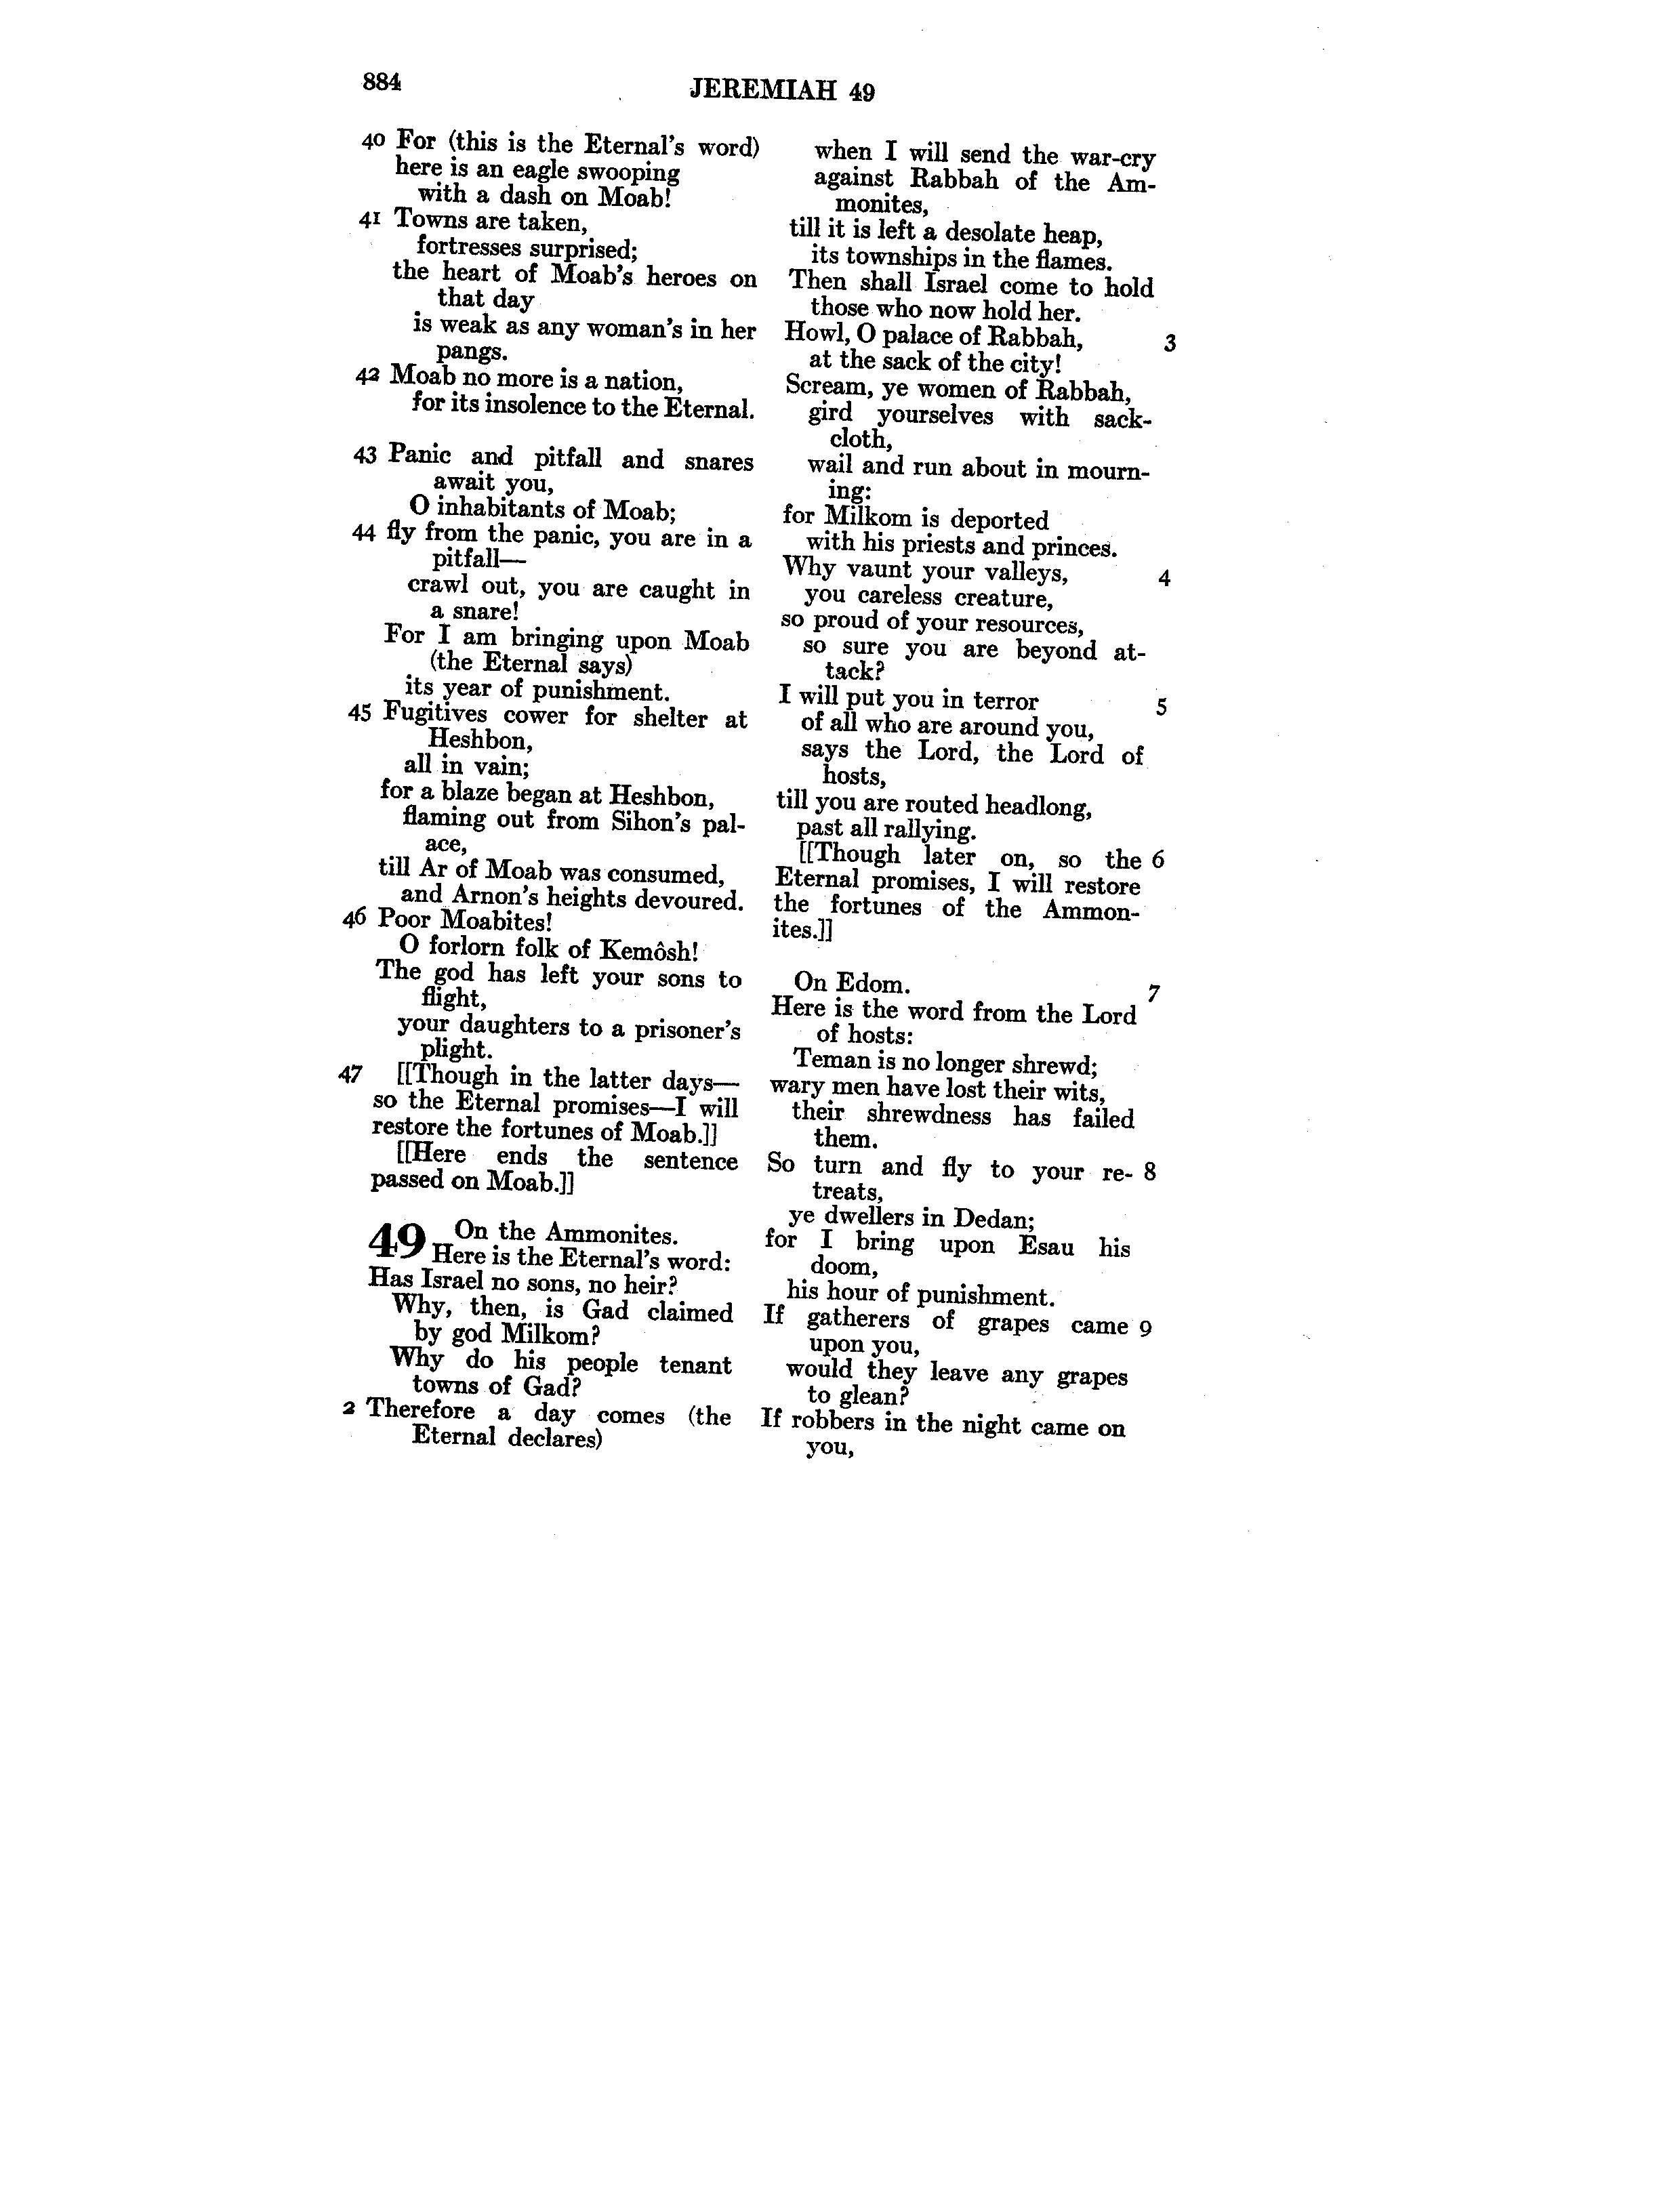 884
JEREMIAH 49
40 For (this is the Eternal's word)
here is an eagle swooping
with a dash on Moab!
41 Towns are taken,
fortresses surprised;
the heart of Moab's heroes on
that day
is weak as any woman's in her
pangs.
42 Moab no more is a nation,
for its insolence to the Eternal.
43 Panic and pitfall and snares
await you,
O inhabitants of Moab;
44 fly from the panic, you are in a
pitfall—
crawl out, you are caught in
a snare!
For I am bringing upon Moab
(the Eternal says)
its year of punishment.
45 Fugitives cower for shelter at
Heshbon,
all in vain;
for a blaze began at Heshbon,
flaming out from Sihon's pal-
ace,
till Ar of Moab was consumed,
and Arnon's heights devoured.
46 Poor Moabites!
O forlorn folk of Kemôsh!
The god has left your sons to
flight,
your daughters to a prisoner's
plight.
47 [[Though in the latter days—
so the Eternal promises—I will
restore the fortunes of Moab.]]
[[Here ends the sentence
passed on Moab.]]
49 On the Ammonites.
Here is the Eternal's word:
Has Israel no sons, no heir?
Why, then, is Gad claimed
by god Milkom?
Why do his people tenant
towns of Gad?
2 Therefore a day comes (the
Eternal declares)
when I will send the war-cry
against Rabbah of the Am-
monites,
till it is left a desolate heap,
its townships in the flames.
Then shall Israel come to hold
those who now hold her.
Howl, O palace of Rabbah, 3
at the sack of the city!
Scream, ye women of Rabbah,
gird yourselves with sack-
cloth,
wail and run about in mourn-
ing:
for Milkom is deported
with his priests and princes.
Why vaunt your valleys, 4
you careless creature,
so proud of your resources,
so sure you are beyond at-
tack?
I will put you in terror 5
of all who are around you,
says the Lord, the Lord of
hosts,
till you are routed headlong,
past all rallying.
[[Though later on, so the 6
Eternal promises, I will restore
the fortunes of the Ammon-
ites.]]
On Edom. 7
Here is the word from the Lord
of hosts:
Teman is no longer shrewd;
wary men have lost their wits,
their shrewdness has failed
them.
So turn and fly to your re- 8
treats,
ye dwellers in Dedan;
for I bring upon Esau his
doom,
his hour of punishment.
If gatherers of grapes came 9
upon you,
would they leave any grapes
to glean?
If robbers in the night came on
you,